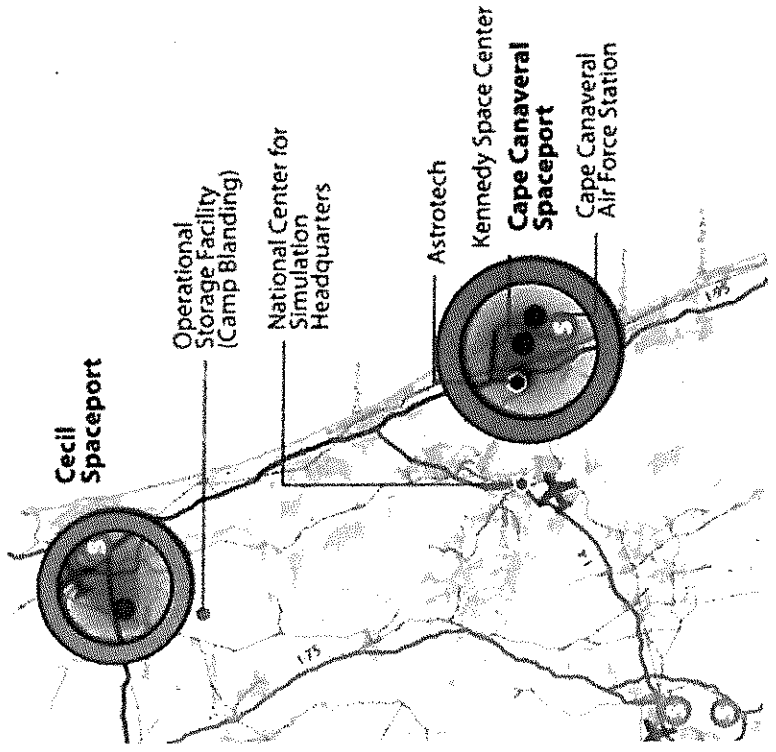 Cecil
Spaceport
Operational
Storage Facility
(Camp Blanding)
National Center for
Simulation
Headquarters
Astrotech
Kennedy Space Center
Cape Canaveral
Spaceport
Cape Canaveral
Air Force Station
S
S
I-75
I-4
I-95